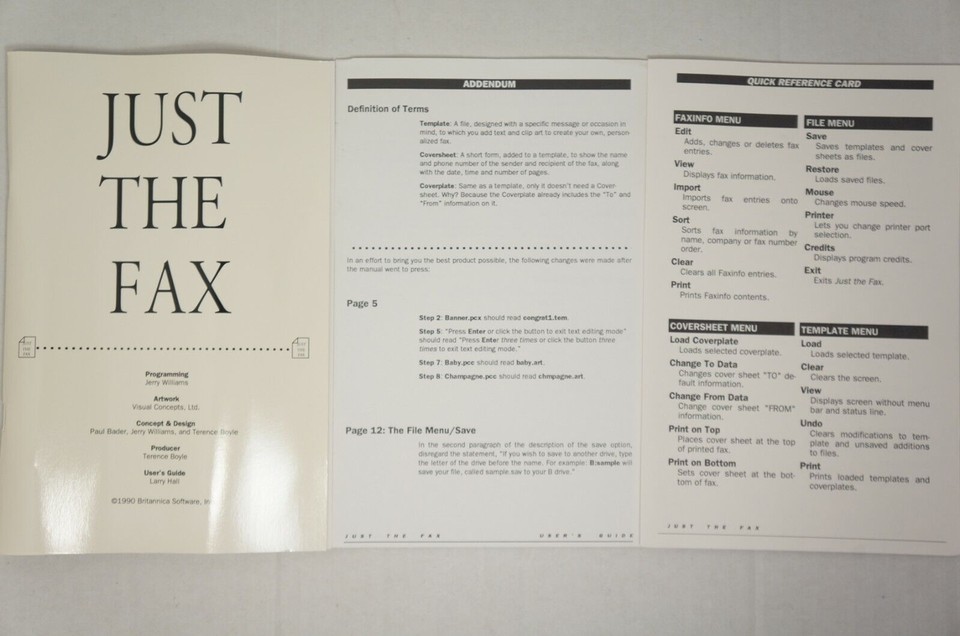 JUST
THE
FAX
JUST
THE
FAX
JUST
THE
FAX
Programming
Jerry Williams
Artwork
Visual Concepts, Ltd.
Concept & Design
Paul Bader, Jerry Williams, and Terence Boyle
Producer
Terence Boyle
User's Guide
Larry Hall
©1990 Britannica Software,
ADDENDUM
Definition of Terms
Template: A file, designed with a specific message or occasion in
mind, to which you add text and clip art to create your own, person-
alized fax.
Coversheet: A short form, added to a template, to show the name
and phone number of the sender and recipient of the fax, along
with the date, time and number of pages.
Coverplate: Same as a template, only it doesn't need a Cover
sheet. Why? Because the Coverplate already includes the "To" and
"From" information on it.
In an effort to bring you the best product possible, the following changes were made after
the manual went to press:
Page 5
Step 2: Banner.pcx should read congrat1.tem.
Step 5: "Press Enter or click the button to exit text editing mode"
should read "Press Enter three times or click the button three
times to exit text editing mode."
Step 7: Baby.pcc should read baby.art.
Step 8: Champagne.pcc should read chmpagne.art.
Page 12: The File Menu/Save
In the second paragraph of the description of the save option,
disregard the statement, "If you wish to save to another drive, type
the letter of the drive before the name. For example: B:sample will
save your file, called sample.sav to your B drive."
JUST THE FAX USER'S GUIDE
QUICK REFERENCE CARD
FAXINFO MENU
Edit
Adds, changes or deletes fax
entries.
View
Displays fax information.
Import
Imports fax entries onto
screen.
Sort
Sorts fax information by
name, company or fax number
order.
Clear
Clears all Faxinfo entries.
Print
Prints Faxinfo contents.
FILE MENU
Save
Saves templates and cover
sheets as files.
Restore
Loads saved files.
Mouse
Changes mouse speed.
Printer
Lets you change printer port
selection.
Credits
Displays program credits.
Exit
Exits Just the Fax.
COVERSHEET MENU
Load Coverplate
Loads selected coverplate.
Change To Data
Changes cover sheet "TO" de-
fault information.
Change From Data
Change cover sheet "FROM"
information.
Print on Top
Places cover sheet at the top
of printed fax.
Print on Bottom
Sets cover sheet at the bot-
tom of fax.
TEMPLATE MENU
Load
Loads selected template.
Clear
Clears the screen.
View
Displays screen without menu
bar and status line.
Undo
Clears modifications to tem-
plate and unsaved additions
to files.
Print
Prints loaded templates and
coverplates.
JUST THE FAX